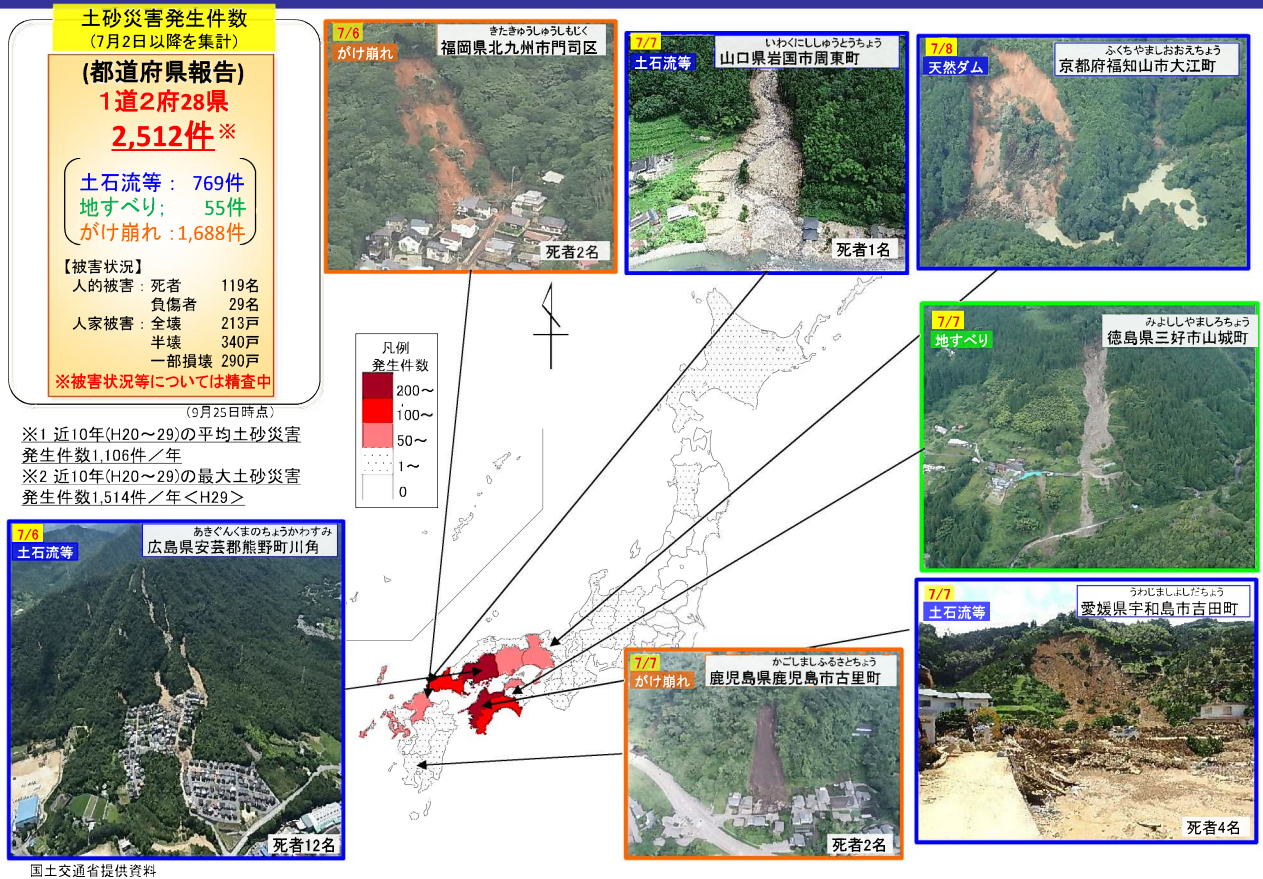 土砂災害発生件数
(7月2日以降を集計)
(都道府県報告)
1道2府28県
2,512件※
土石流等: 769件
地すべり; 55件
がけ崩れ:1,688件
【被害状況】
人的被害:死者 119名
負傷者 29名
人家被害:全壊 213戸
半壊 340戸
一部損壊 290戸
※被害状況等については精査中
(9月25日時点)
※1 近10年(H20~29)の平均土砂災害
発生件数1,106件/年
※2 近10年(H20~29)の最大土砂災害
発生件数1,514件/年<H29>
7/6
がけ崩れ
きたきゅうしゅうしもじく
福岡県北九州市門司区
死者2名
7/7
土石流等
いわくにししゅうとうちょう
山口県岩国市周東町
死者1名
7/8
天然ダム
ふくちやましおおえちょう
京都府福知山市大江町
7/7
地すべり
みよししやましろちょう
徳島県三好市山城町
凡例
発生件数
200~
100~
50~
1~
0
7/6
土石流等
あきぐんくまのちょうかわすみ
広島県安芸郡熊野町川角
死者12名
7/7
がけ崩れ
かごしましふるさとちょう
鹿児島県鹿児島市古里町
死者2名
7/7
土石流等
うわじましよしだちょう
愛媛県宇和島市吉田町
死者4名
国土交通省提供資料